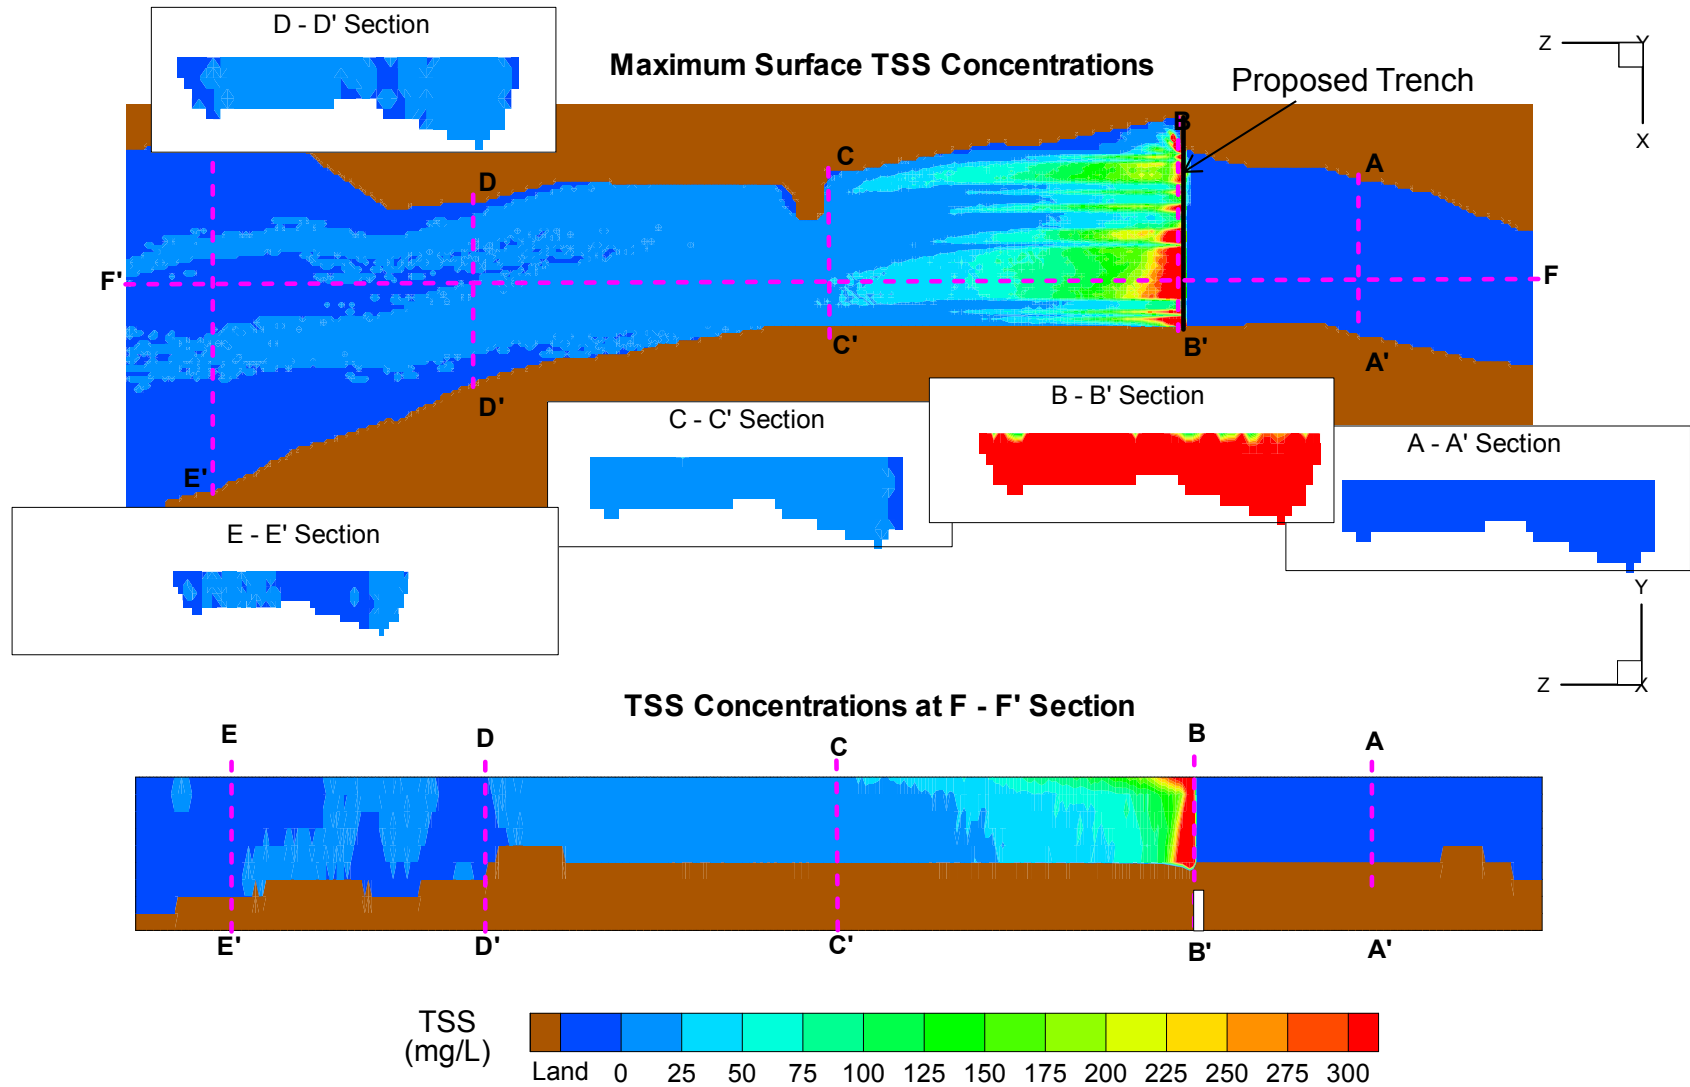 D - D' Section
Maximum Surface TSS Concentrations
Proposed Trench
Z
Y
X
B
C
A
D
F'
F
C'
B'
A'
D'
E'
B - B' Section
C - C' Section
A - A' Section
E - E' Section
Y
Z
X
TSS Concentrations at F - F' Section
E
D
C
B
A
E'
D'
C'
B'
A'
TSS
(mg/L)
Land 0 25 50 75 100 125 150 175 200 225 250 275 300